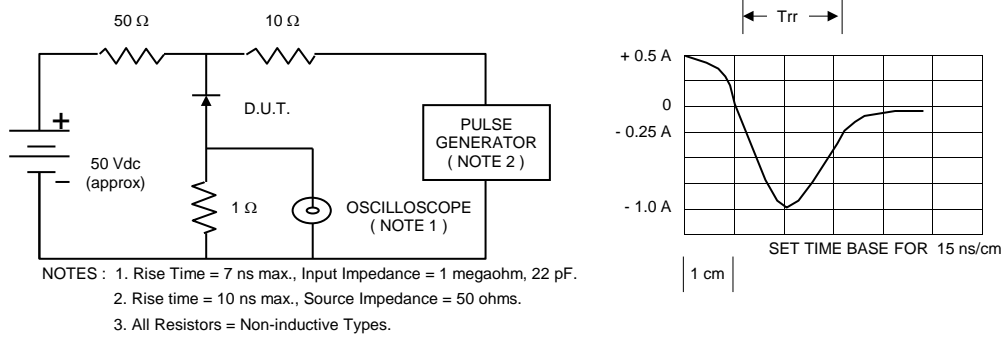 50 Ω
10 Ω
D.U.T.
+
50 Vdc
(approx)
−
1 Ω
OSCILLOSCOPE
( NOTE 1 )
PULSE
GENERATOR
( NOTE 2 )
NOTES : 1. Rise Time = 7 ns max., Input Impedance = 1 megaohm, 22 pF.
2. Rise time = 10 ns max., Source Impedance = 50 ohms.
3. All Resistors = Non-inductive Types.
Trr
+ 0.5 A
0
- 0.25 A
- 1.0 A
SET TIME BASE FOR 15 ns/cm
1 cm